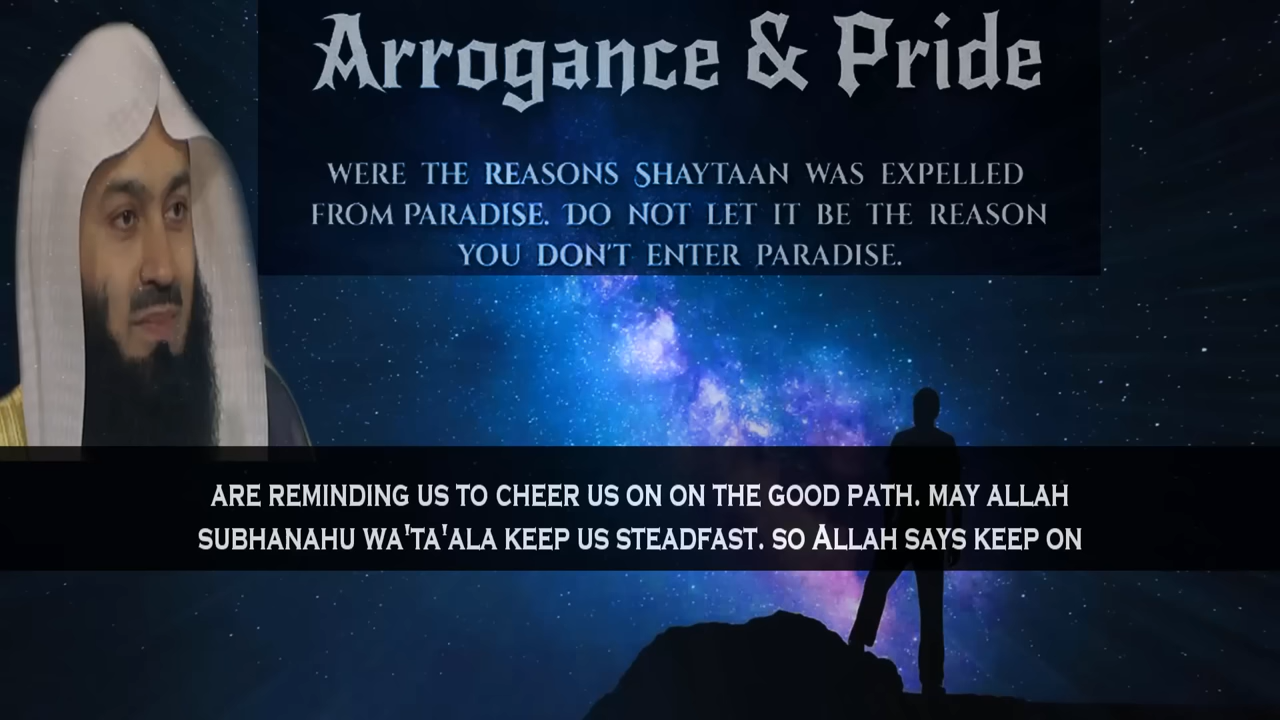 Arrogance & Pride
WERE THE REASONS SHAYTAAN WAS EXPELLED
FROM PARADISE. DO NOT LET IT BE THE REASON
YOU DON'T ENTER PARADISE.
ARE REMINDING US TO CHEER US ON ON THE GOOD PATH. MAY ALLAH
SUBHANAHU WA'TA'ALA KEEP US STEADFAST. SO ALLAH SAYS KEEP ON